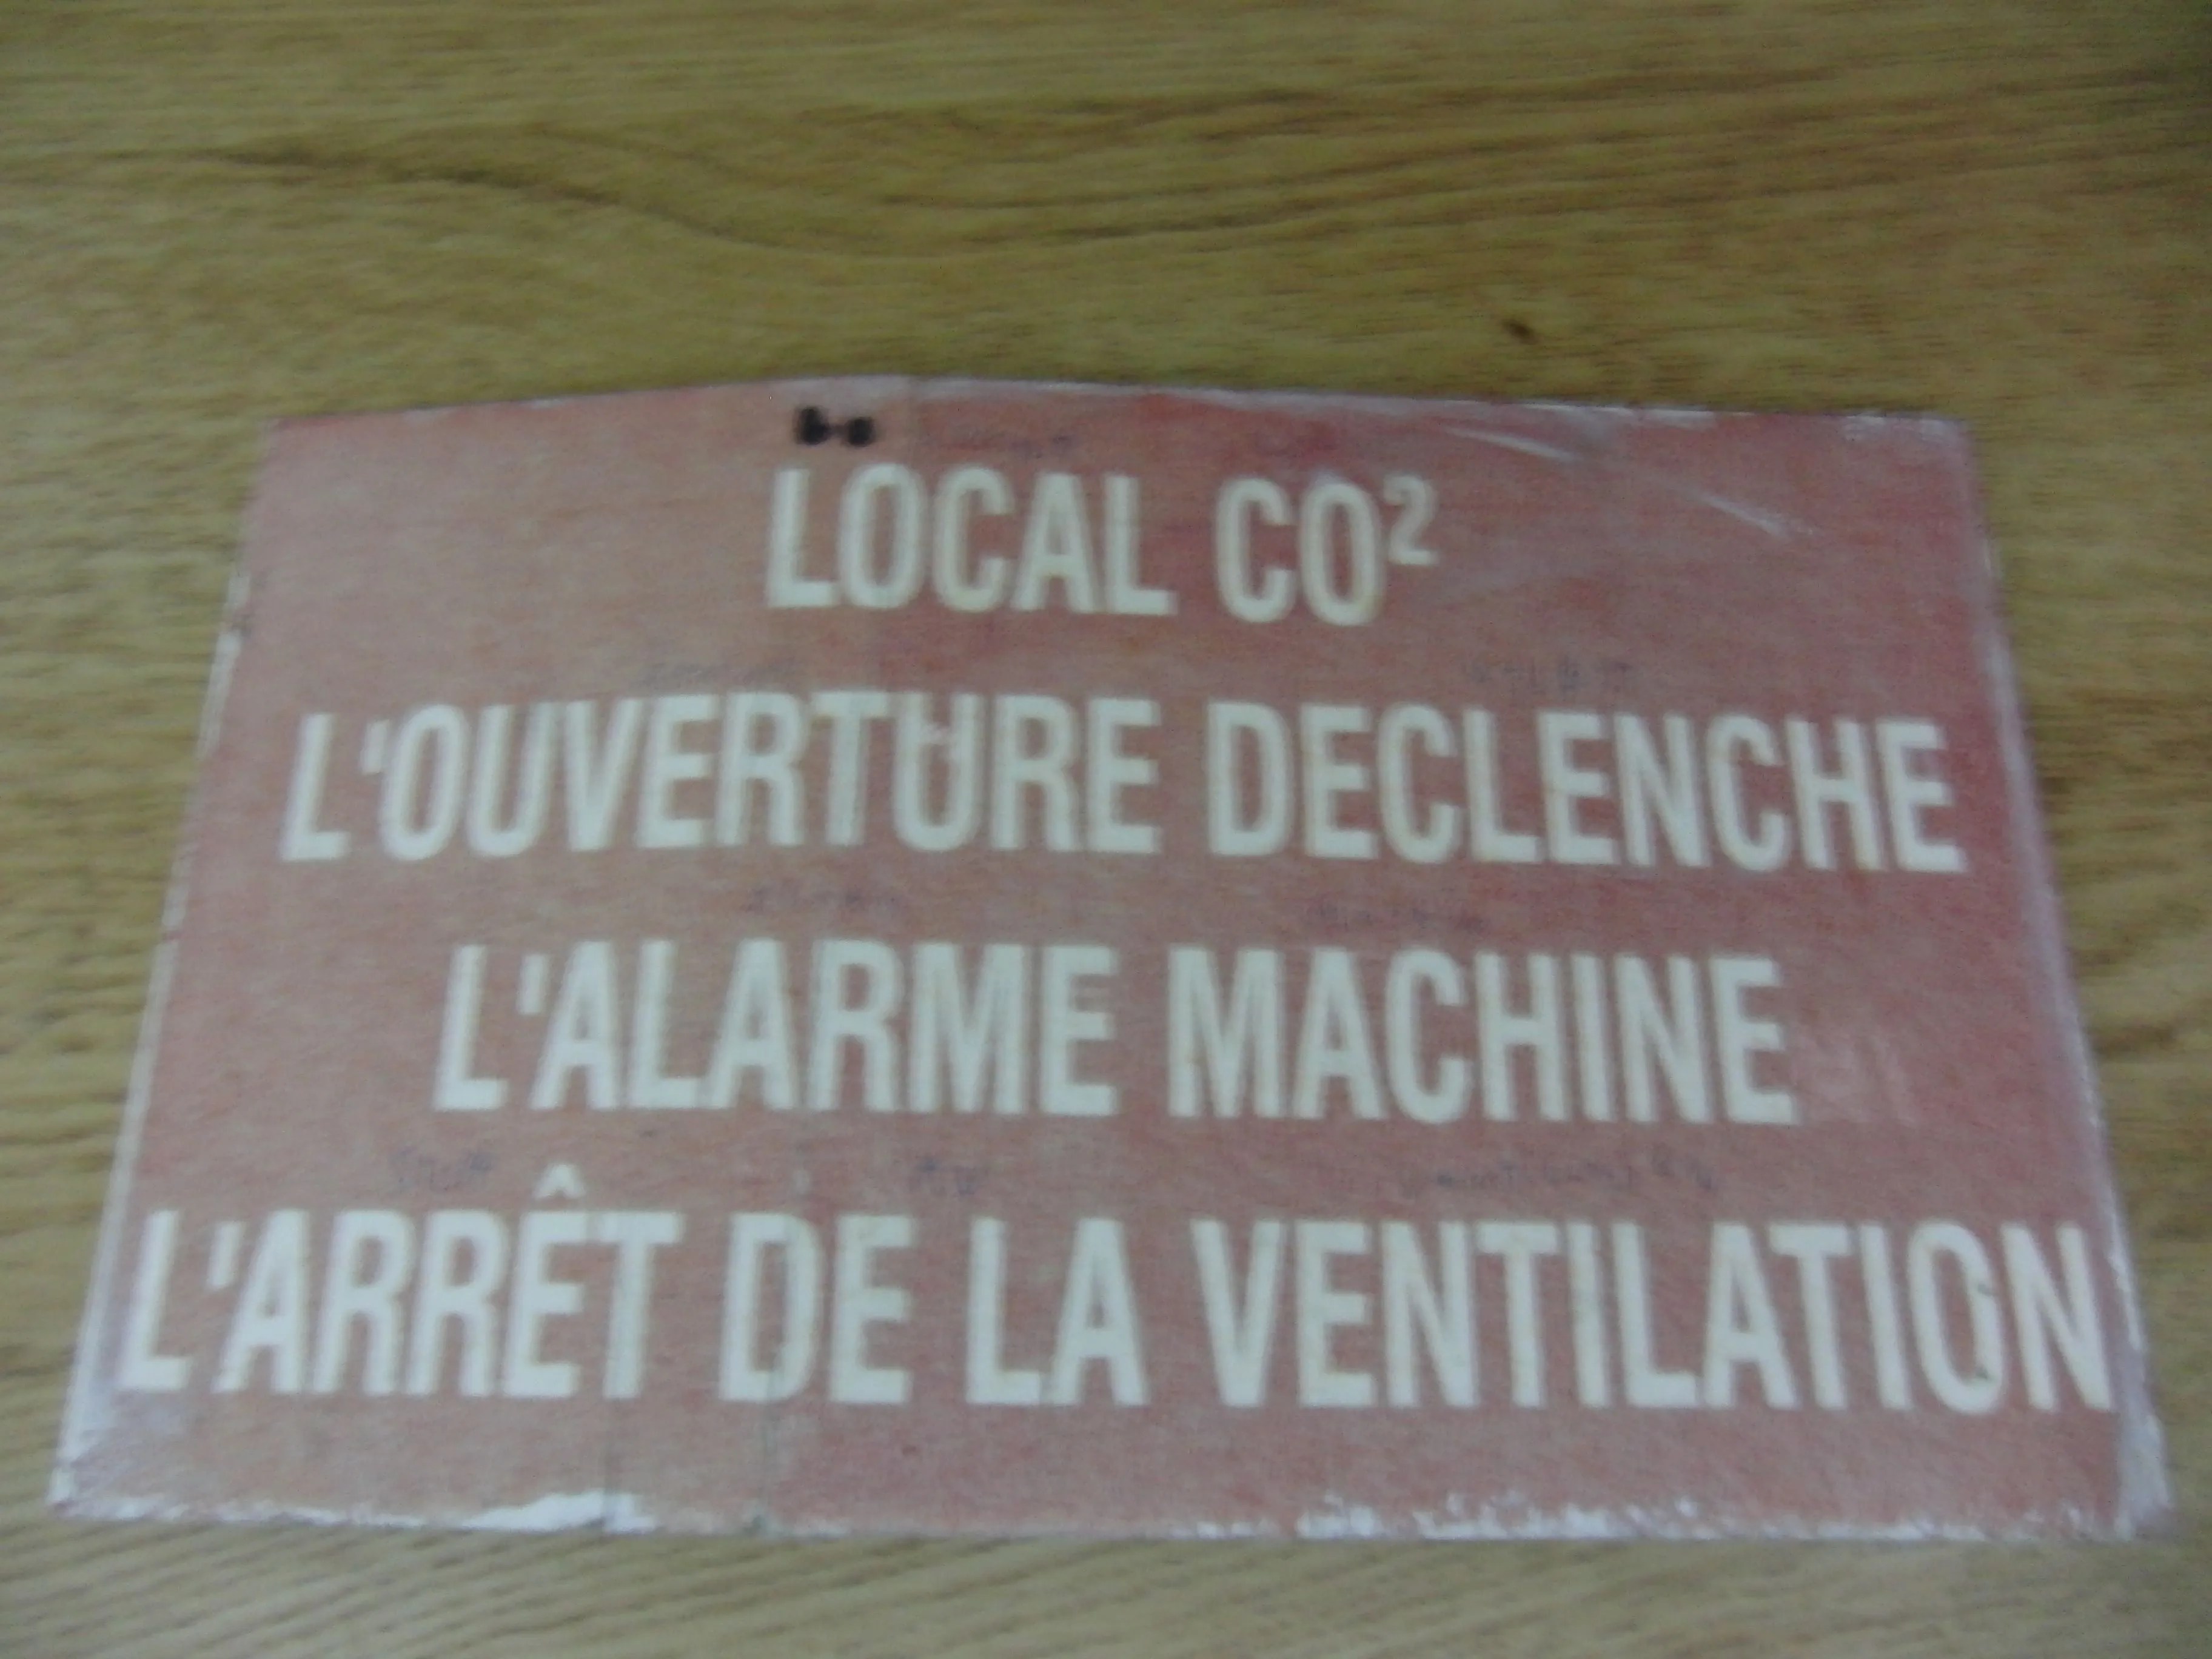 LOCAL CO²
L'OUVERTURE DECLENCHE
L'ALARME MACHINE
L'ARRÊT DE LA VENTILATION